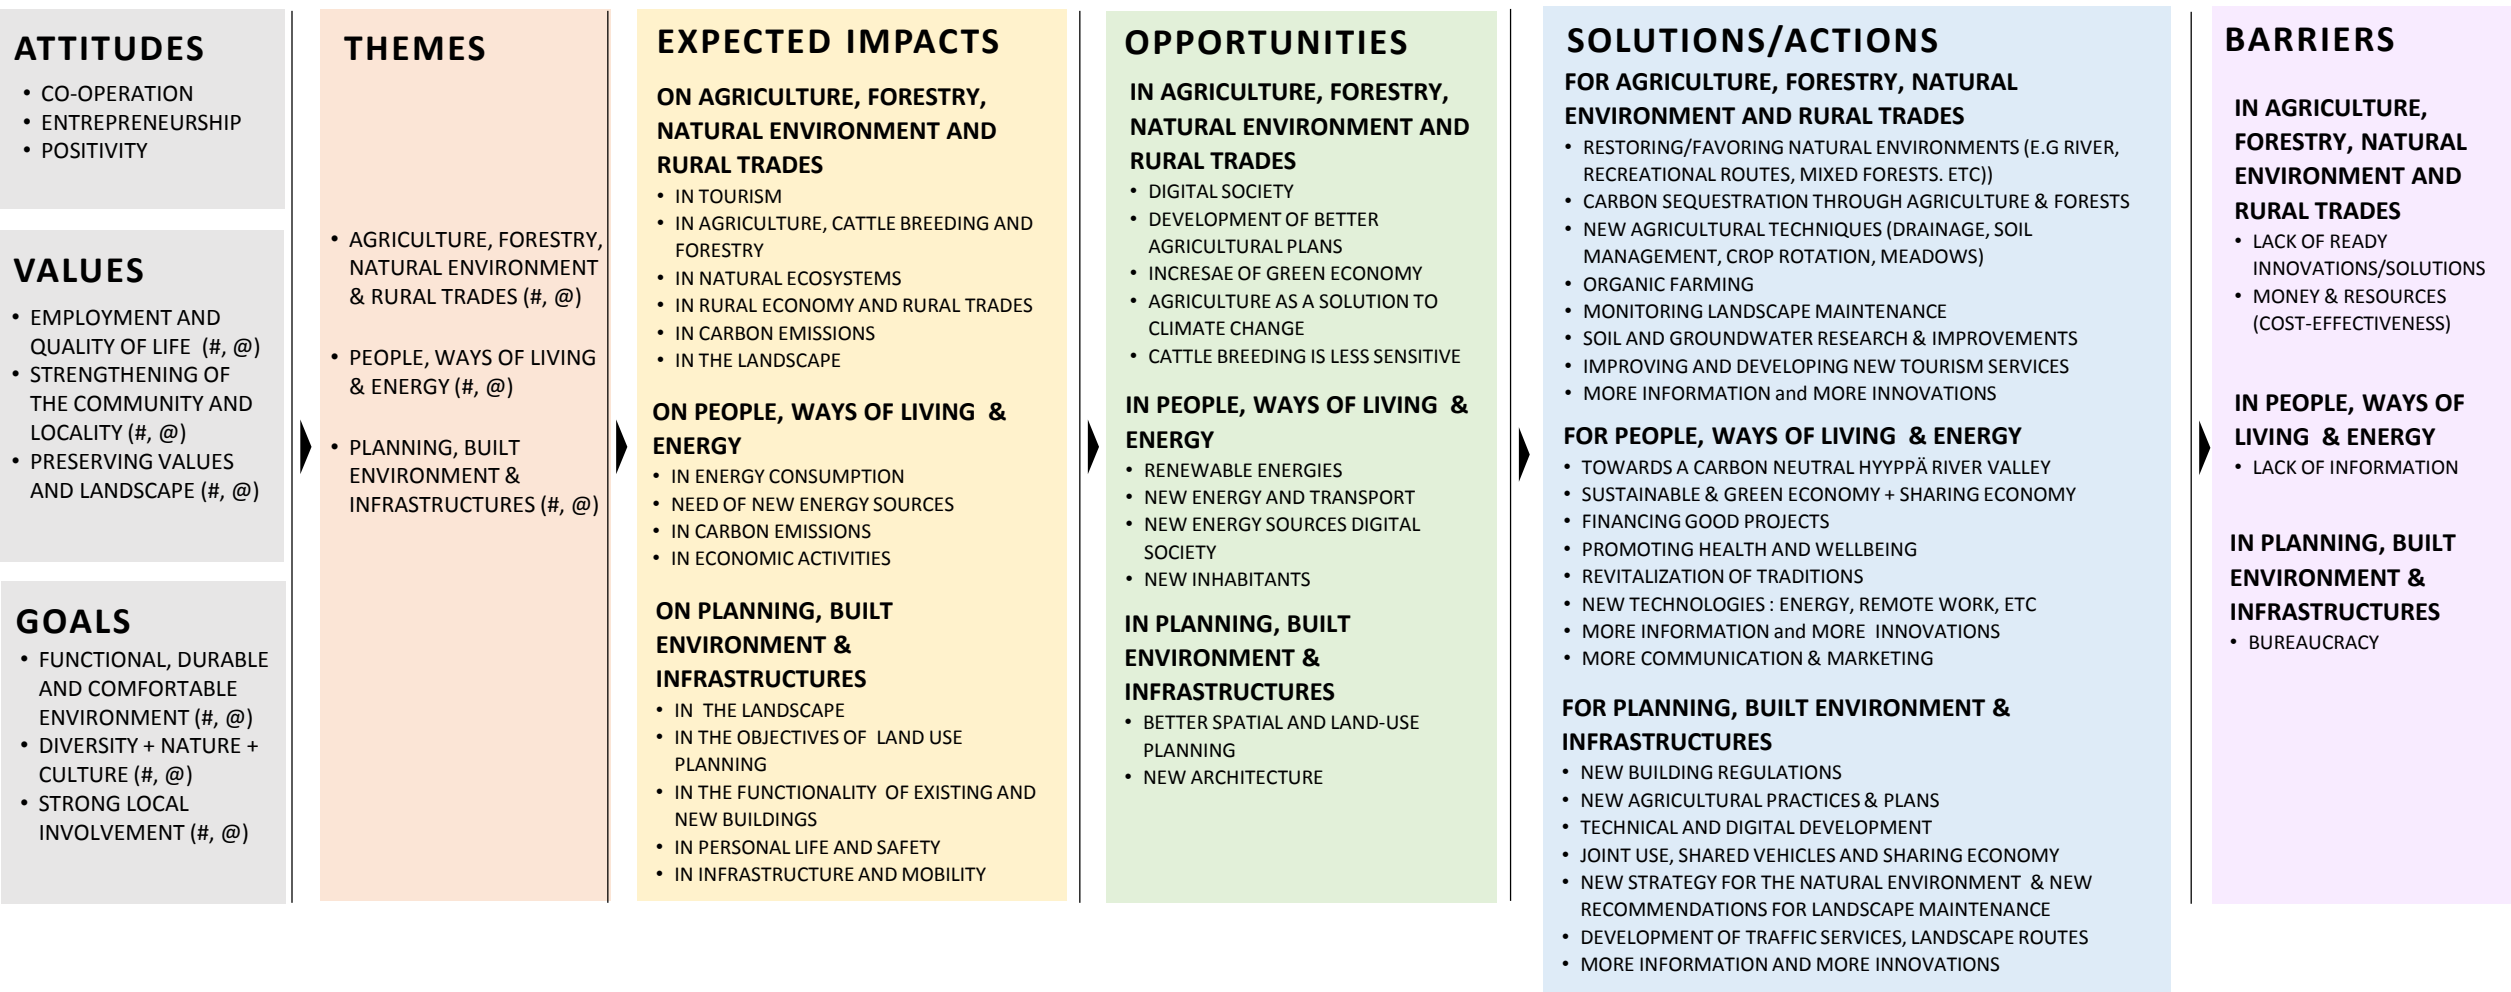 ATTITUDES
• CO-OPERATION
• ENTREPRENEURSHIP
• POSITIVITY
VALUES
• EMPLOYMENT AND
QUALITY OF LIFE (#, @)
• STRENGTHENING OF
THE COMMUNITY AND
LOCALITY (#, @)
• PRESERVING VALUES
AND LANDSCAPE (#, @)
GOALS
• FUNCTIONAL, DURABLE
AND COMFORTABLE
ENVIRONMENT (#, @)
• DIVERSITY + NATURE +
CULTURE (#, @)
• STRONG LOCAL
INVOLVEMENT (#, @)
THEMES
• AGRICULTURE, FORESTRY,
NATURAL ENVIRONMENT
& RURAL TRADES (#, @)
• PEOPLE, WAYS OF LIVING
& ENERGY (#, @)
• PLANNING, BUILT
ENVIRONMENT &
INFRASTRUCTURES (#, @)
EXPECTED IMPACTS
ON AGRICULTURE, FORESTRY,
NATURAL ENVIRONMENT AND
RURAL TRADES
• IN TOURISM
• IN AGRICULTURE, CATTLE BREEDING AND
FORESTRY
• IN NATURAL ECOSYSTEMS
• IN RURAL ECONOMY AND RURAL TRADES
• IN CARBON EMISSIONS
• IN THE LANDSCAPE
ON PEOPLE, WAYS OF LIVING &
ENERGY
• IN ENERGY CONSUMPTION
• NEED OF NEW ENERGY SOURCES
• IN CARBON EMISSIONS
• IN ECONOMIC ACTIVITIES
ON PLANNING, BUILT
ENVIRONMENT &
INFRASTRUCTURES
• IN THE LANDSCAPE
• IN THE OBJECTIVES OF LAND USE
PLANNING
• IN THE FUNCTIONALITY OF EXISTING AND
NEW BUILDINGS
• IN PERSONAL LIFE AND SAFETY
• IN INFRASTRUCTURE AND MOBILITY
OPPORTUNITIES
IN AGRICULTURE, FORESTRY,
NATURAL ENVIRONMENT AND
RURAL TRADES
• DIGITAL SOCIETY
• DEVELOPMENT OF BETTER
AGRICULTURAL PLANS
• INCRESAE OF GREEN ECONOMY
• AGRICULTURE AS A SOLUTION TO
CLIMATE CHANGE
• CATTLE BREEDING IS LESS SENSITIVE
IN PEOPLE, WAYS OF LIVING &
ENERGY
• RENEWABLE ENERGIES
• NEW ENERGY AND TRANSPORT
• NEW ENERGY SOURCES DIGITAL
SOCIETY
• NEW INHABITANTS
IN PLANNING, BUILT
ENVIRONMENT &
INFRASTRUCTURES
• BETTER SPATIAL AND LAND-USE
PLANNING
• NEW ARCHITECTURE
SOLUTIONS/ACTIONS
FOR AGRICULTURE, FORESTRY, NATURAL
ENVIRONMENT AND RURAL TRADES
• RESTORING/FAVORING NATURAL ENVIRONMENTS (E.G RIVER,
RECREATIONAL ROUTES, MIXED FORESTS. ETC))
• CARBON SEQUESTRATION THROUGH AGRICULTURE & FORESTS
• NEW AGRICULTURAL TECHNIQUES (DRAINAGE, SOIL
MANAGEMENT, CROP ROTATION, MEADOWS)
• ORGANIC FARMING
• MONITORING LANDSCAPE MAINTENANCE
• SOIL AND GROUNDWATER RESEARCH & IMPROVEMENTS
• IMPROVING AND DEVELOPING NEW TOURISM SERVICES
• MORE INFORMATION and MORE INNOVATIONS
FOR PEOPLE, WAYS OF LIVING & ENERGY
• TOWARDS A CARBON NEUTRAL HYYPPÄ RIVER VALLEY
• SUSTAINABLE & GREEN ECONOMY + SHARING ECONOMY
• FINANCING GOOD PROJECTS
• PROMOTING HEALTH AND WELLBEING
• REVITALIZATION OF TRADITIONS
• NEW TECHNOLOGIES : ENERGY, REMOTE WORK, ETC
• MORE INFORMATION and MORE INNOVATIONS
• MORE COMMUNICATION & MARKETING
FOR PLANNING, BUILT ENVIRONMENT &
INFRASTRUCTURES
• NEW BUILDING REGULATIONS
• NEW AGRICULTURAL PRACTICES & PLANS
• TECHNICAL AND DIGITAL DEVELOPMENT
• JOINT USE, SHARED VEHICLES AND SHARING ECONOMY
• NEW STRATEGY FOR THE NATURAL ENVIRONMENT & NEW
RECOMMENDATIONS FOR LANDSCAPE MAINTENANCE
• DEVELOPMENT OF TRAFFIC SERVICES, LANDSCAPE ROUTES
• MORE INFORMATION AND MORE INNOVATIONS
BARRIERS
IN AGRICULTURE,
FORESTRY, NATURAL
ENVIRONMENT AND
RURAL TRADES
• LACK OF READY
INNOVATIONS/SOLUTIONS
• MONEY & RESOURCES
(COST-EFFECTIVENESS)
IN PEOPLE, WAYS OF
LIVING & ENERGY
• LACK OF INFORMATION
IN PLANNING, BUILT
ENVIRONMENT &
INFRASTRUCTURES
• BUREAUCRACY